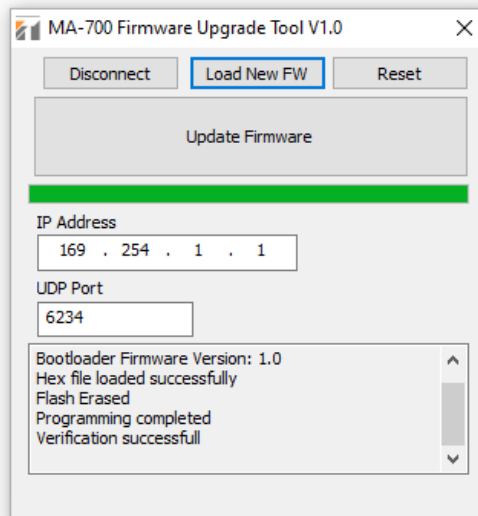 MA-700 Firmware Upgrade Tool V1.0
Disconnect Load New FW Reset
Update Firmware
IP Address
169 . 254 . 1 . 1
UDP Port
6234
Bootloader Firmware Version: 1.0
Hex file loaded successfully
Flash Erased
Programming completed
Verification successfull